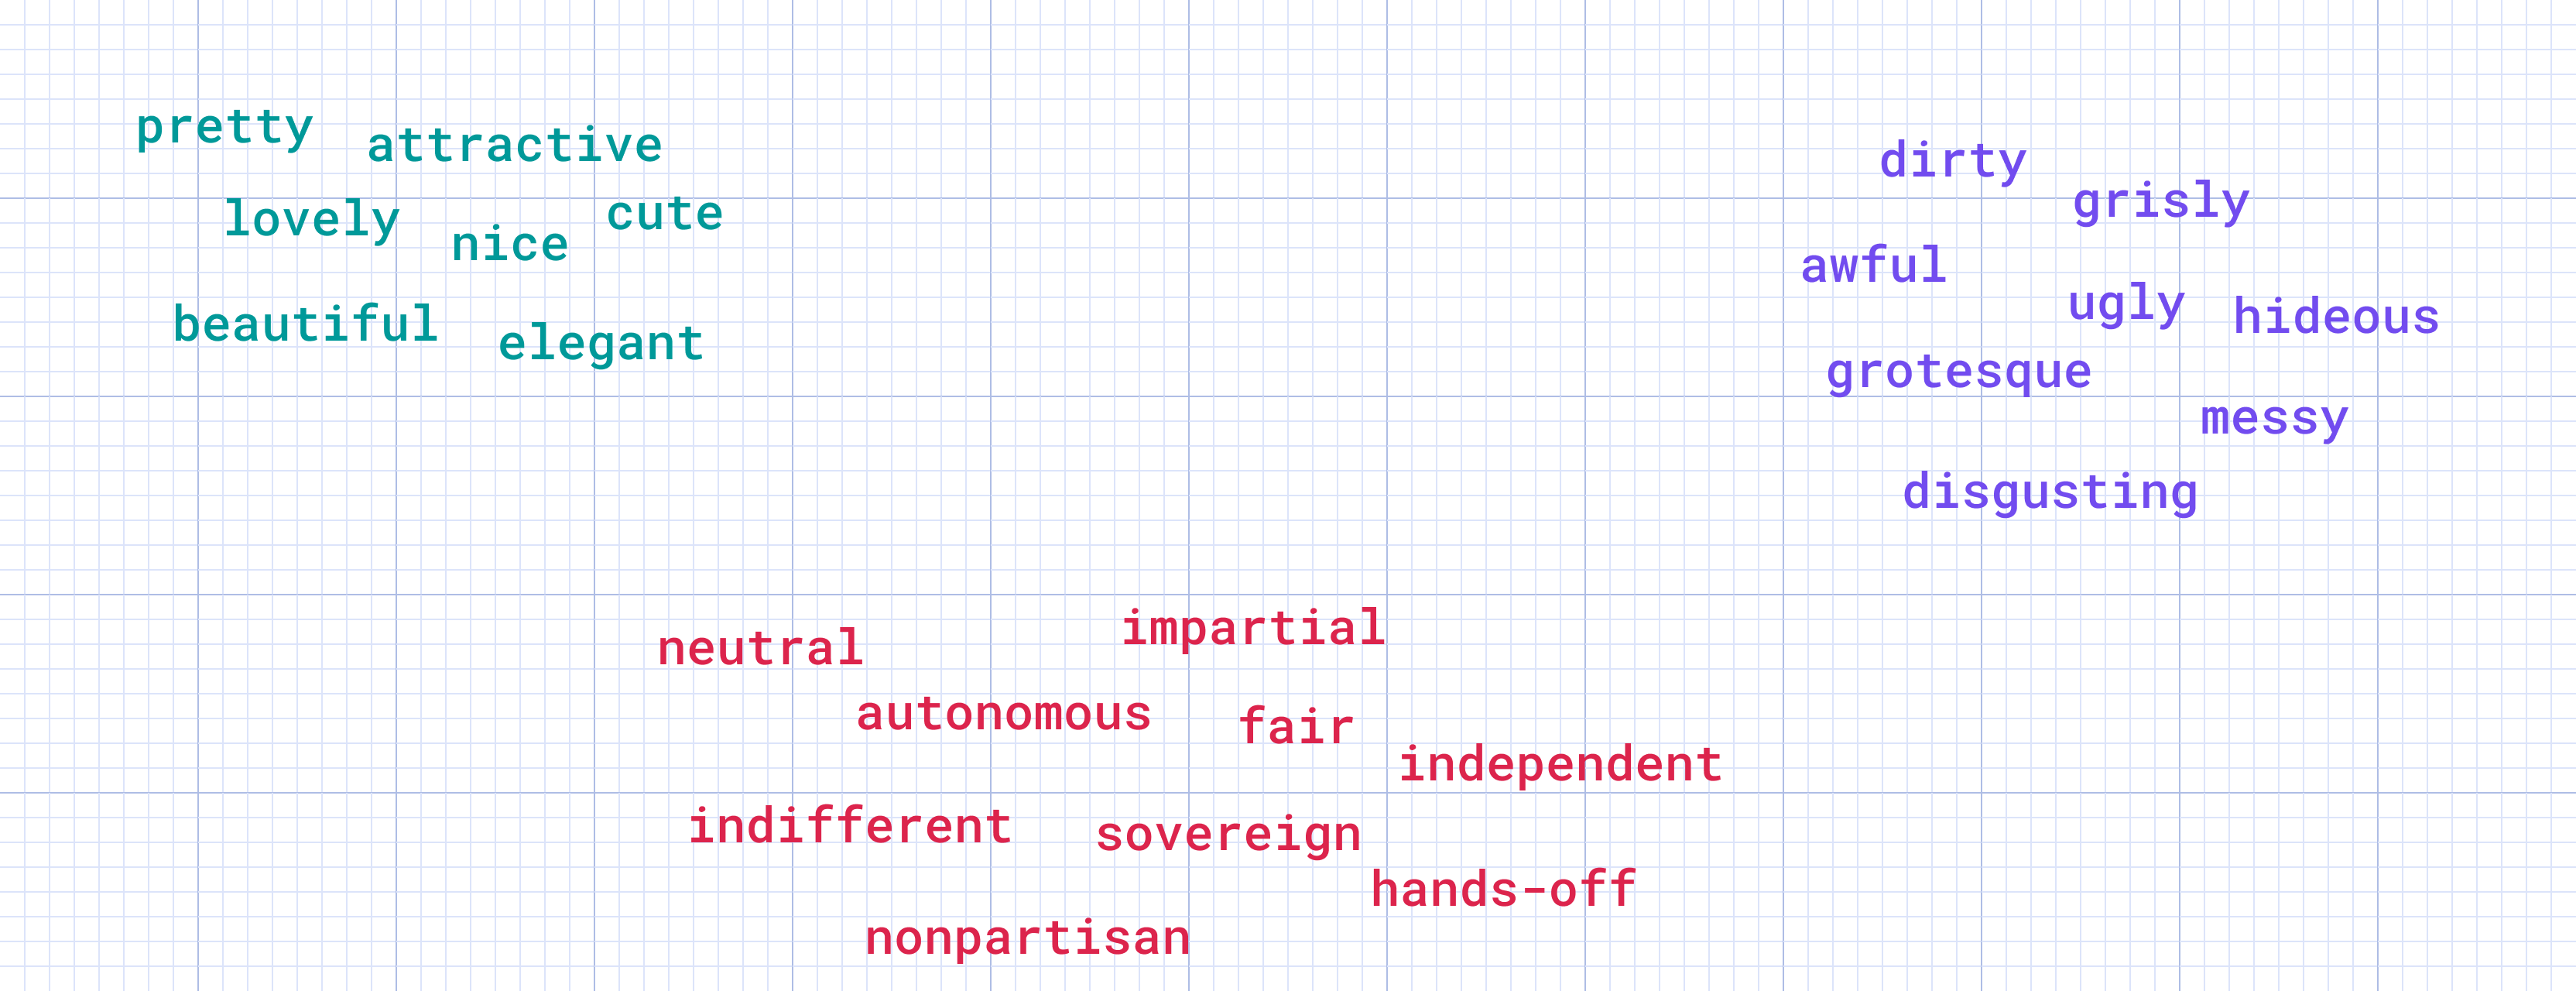 pretty
attractive
lovely
nice
cute
beautiful
elegant
dirty
grisly
awful
ugly
hideous
grotesque
messy
disgusting
neutral
impartial
autonomous
fair
independent
indifferent
sovereign
hands-off
nonpartisan